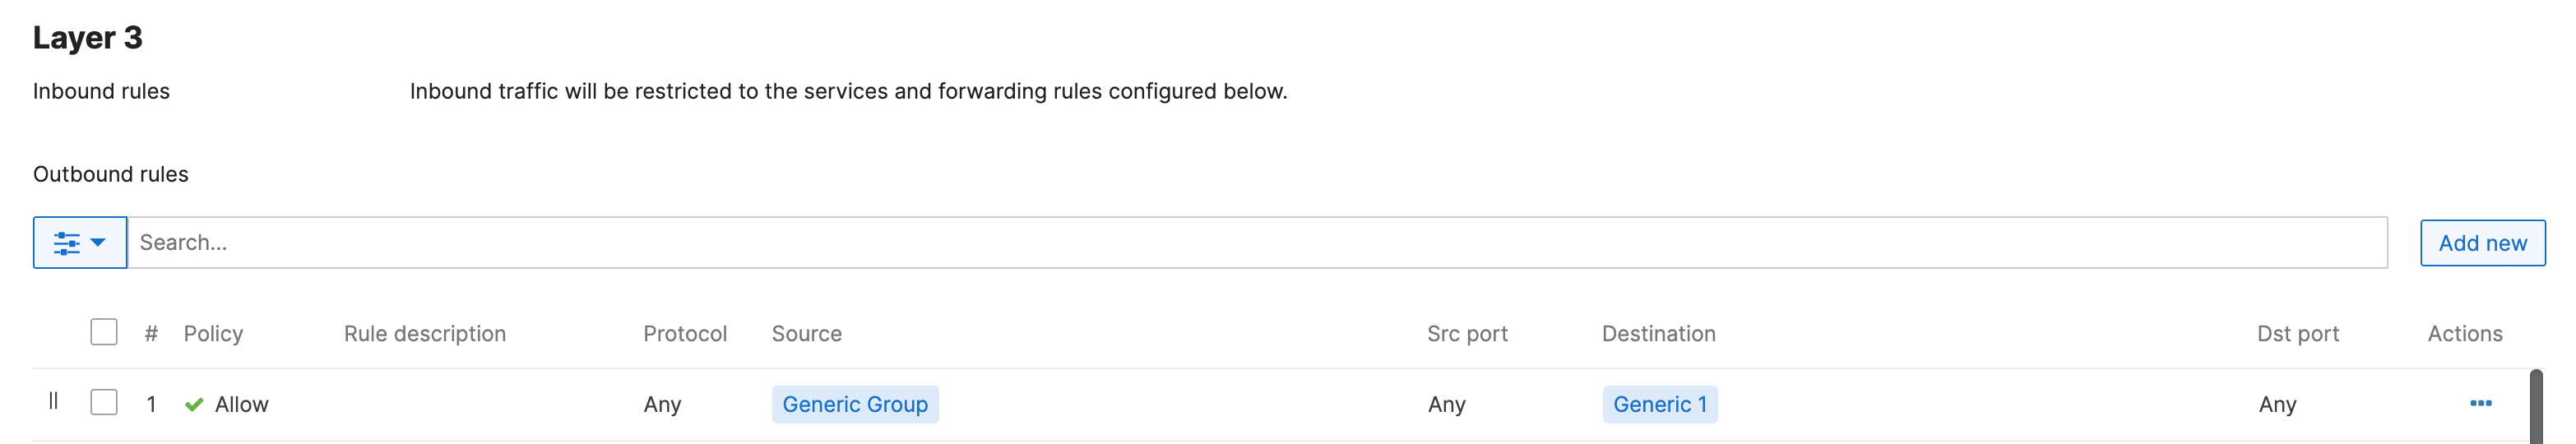 Layer 3
Inbound rules Inbound traffic will be restricted to the services and forwarding rules configured below.
Outbound rules
Search... Add new
# Policy Rule description Protocol Source Src port Destination Dst port Actions
1 Allow Any Generic Group Any Generic 1 Any